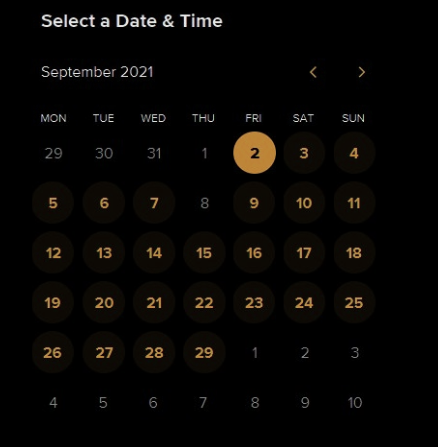 Select a Date & Time
September 2021
MON TUE WED THU FRI SAT SUN
29 30 31 1 2 3 4
5 6 7 8 9 10 11
12 13 14 15 16 17 18
19 20 21 22 23 24 25
26 27 28 29 1 2 3
4 5 6 7 8 9 10